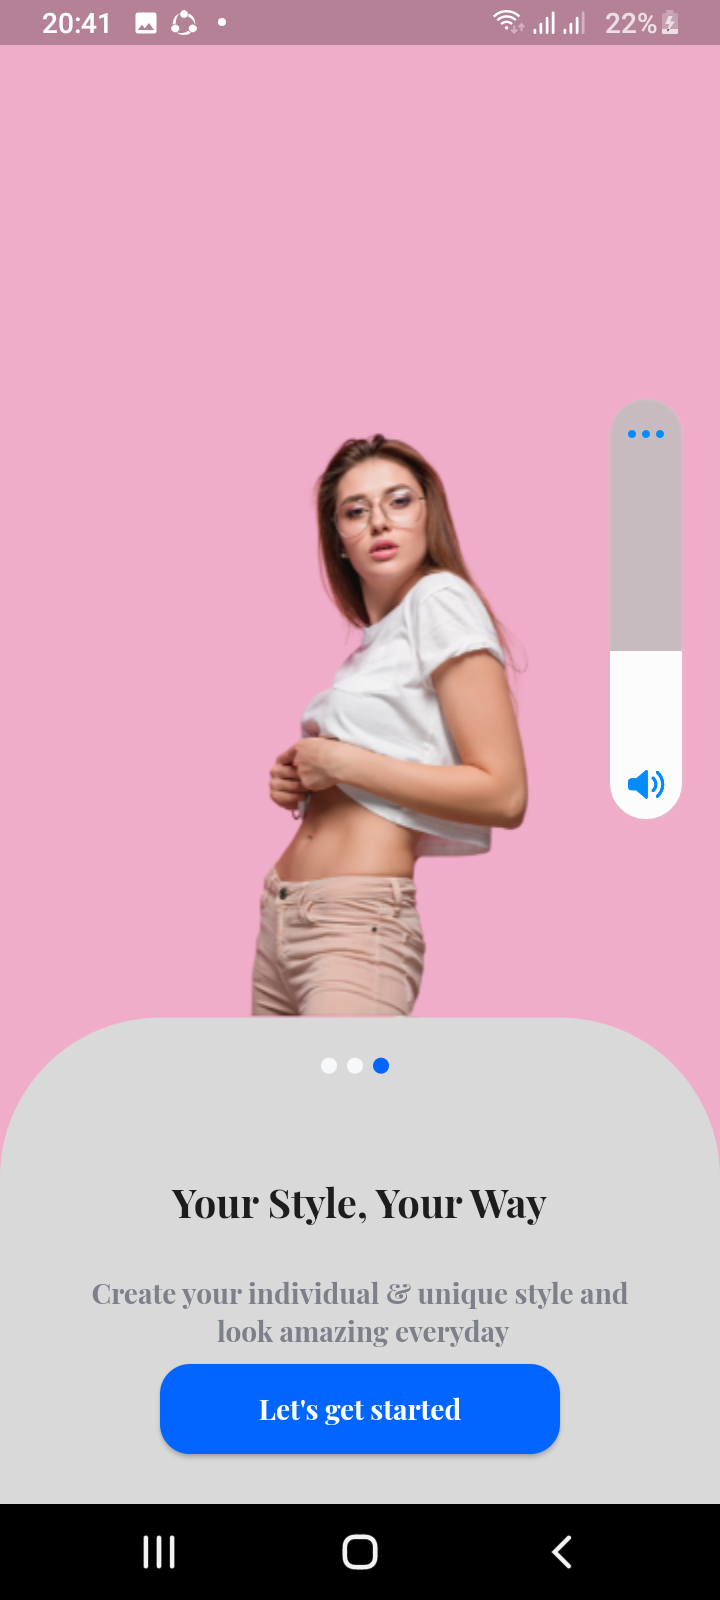 20:41
22%
Your Style, Your Way
Create your individual & unique style and
look amazing everyday
Let's get started